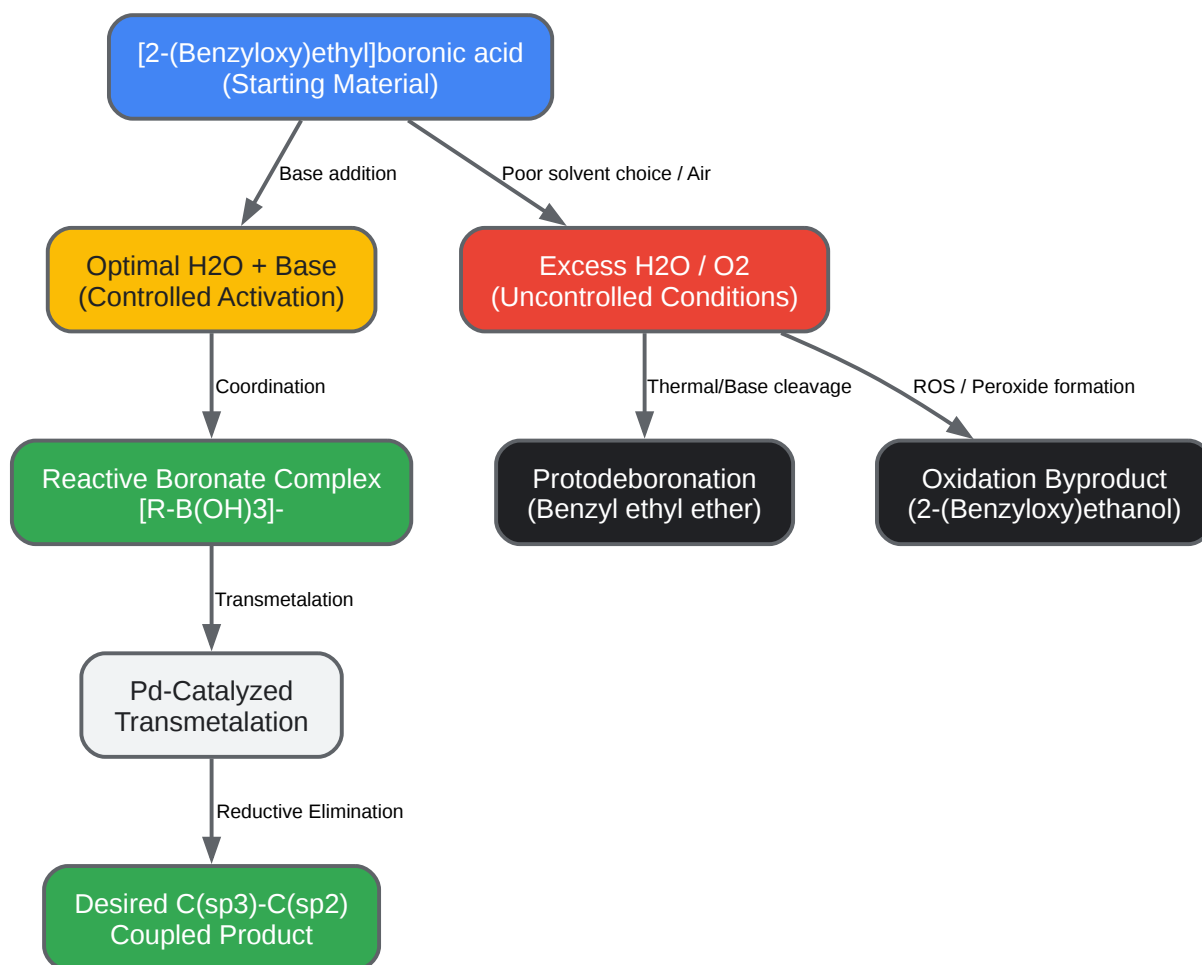 [2-(Benzyloxy)ethyl]boronic acid
(Starting Material)
Base addition
Poor solvent choice / Air
Optimal H2O + Base
(Controlled Activation)
Excess H2O / O2
(Uncontrolled Conditions)
Coordination
Thermal/Base cleavage
ROS / Peroxide formation
Reactive Boronate Complex
[R-B(OH)3]-
Protodeboronation
(Benzyl ethyl ether)
Oxidation Byproduct
(2-(Benzyloxy)ethanol)
Transmetalation
Pd-Catalyzed
Transmetalation
Reductive Elimination
Desired C(sp3)-C(sp2)
Coupled Product